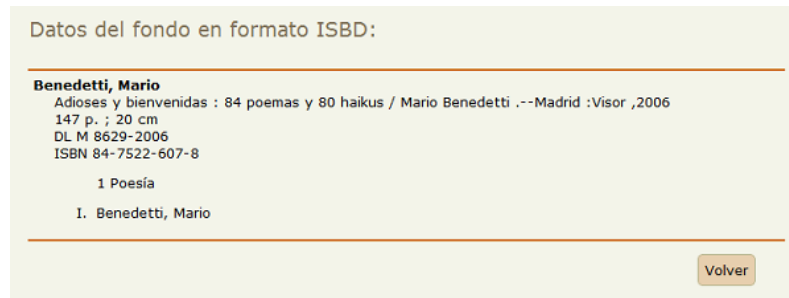 Datos del fondo en formato ISBD:
Benedetti, Mario
Adioses y bienvenidas : 84 poemas y 80 haikus / Mario Benedetti .--Madrid :Visor ,2006
147 p. ; 20 cm
DL M 8629-2006
ISBN 84-7522-607-8
1 Poesía
I. Benedetti, Mario
Volver